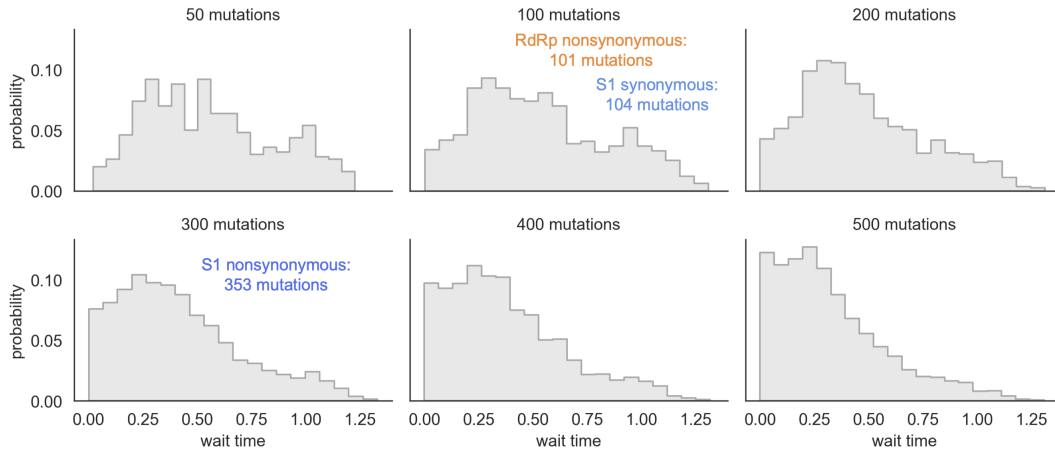 50 mutations
100 mutations
200 mutations
RdRp nonsynonymous:
101 mutations
S1 synonymous:
104 mutations
probability
0.10
0.05
0.00
300 mutations
400 mutations
500 mutations
S1 nonsynonymous:
353 mutations
probability
0.10
0.05
0.00
0.00 0.25 0.50 0.75 1.00 1.25
0.00 0.25 0.50 0.75 1.00 1.25
0.00 0.25 0.50 0.75 1.00 1.25
wait time
wait time
wait time